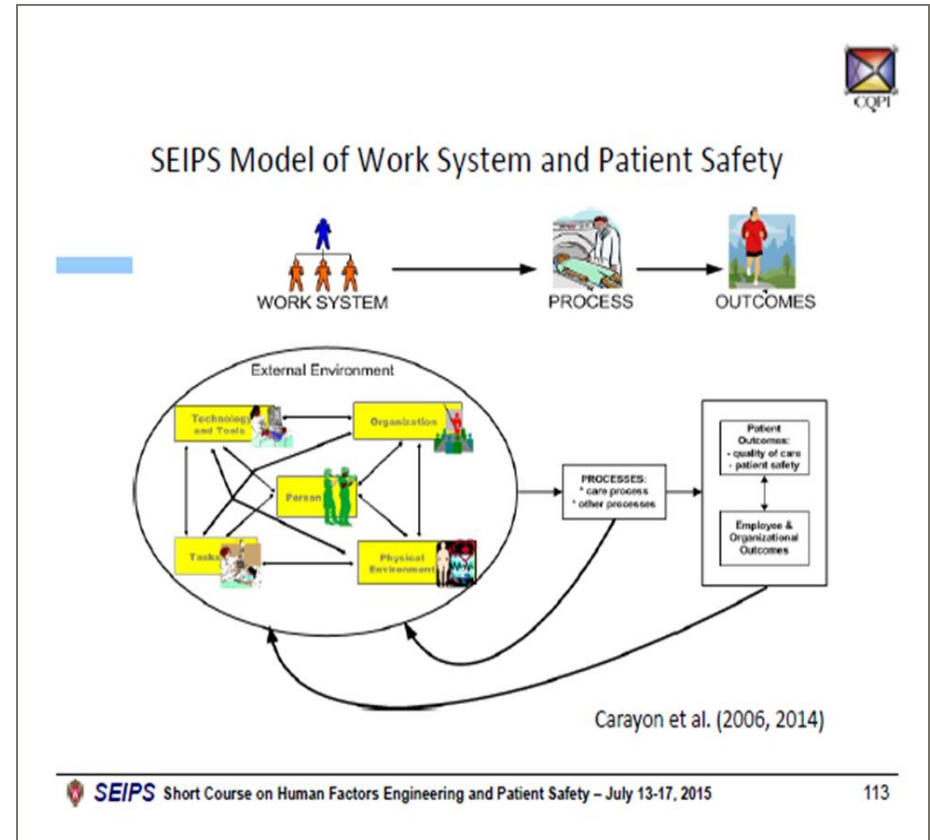 CQPI
SEIPS Model of Work System and Patient Safety
WORK SYSTEM
PROCESS
OUTCOMES
External Environment
Technology
and Tools
Organization
Person
Tasks
Physical
Environment
PROCESSES:
* care process
* other processes
Patient
Outcomes:
- quality of care
- patient safety
Employee &
Organizational
Outcomes
Carayon et al. (2006, 2014)
SEIPS Short Course on Human Factors Engineering and Patient Safety – July 13-17, 2015
113